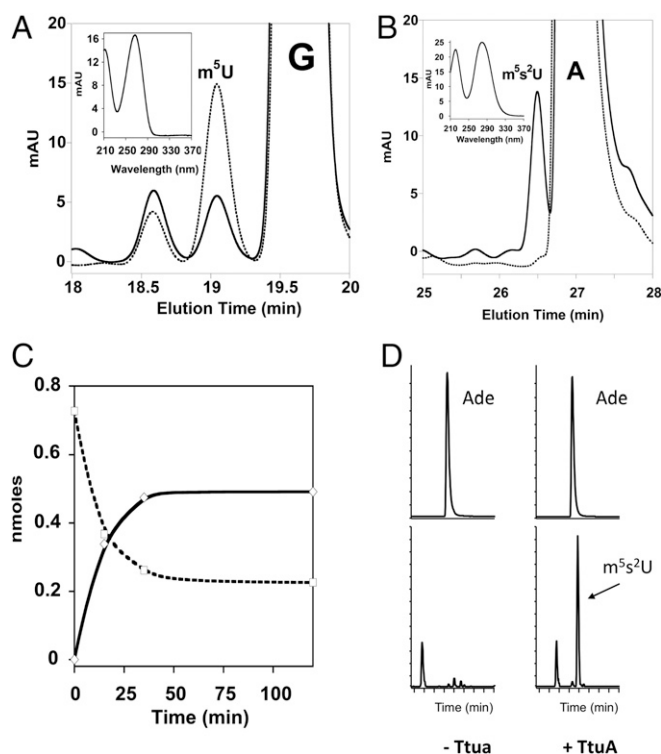 A
16
12
8
4
0
mAU
210 250 290 330 370
Wavelength (nm)
m⁵U
G
20
15
10
5
0
mAU
18 18.5 19 19.5 20
Elution Time (min)
B
25
20
15
10
5
0
mAU
210 250 290 330 370
Wavelength (nm)
m⁵s²U
A
20
15
10
5
0
mAU
25 26 27 28
Elution Time (min)
C
0.8
0.6
0.4
0.2
0
nmoles
0 25 50 75 100
Time (min)
D
Ade Ade
m⁵s²U
Time (min) Time (min)
- Ttua + TtuA